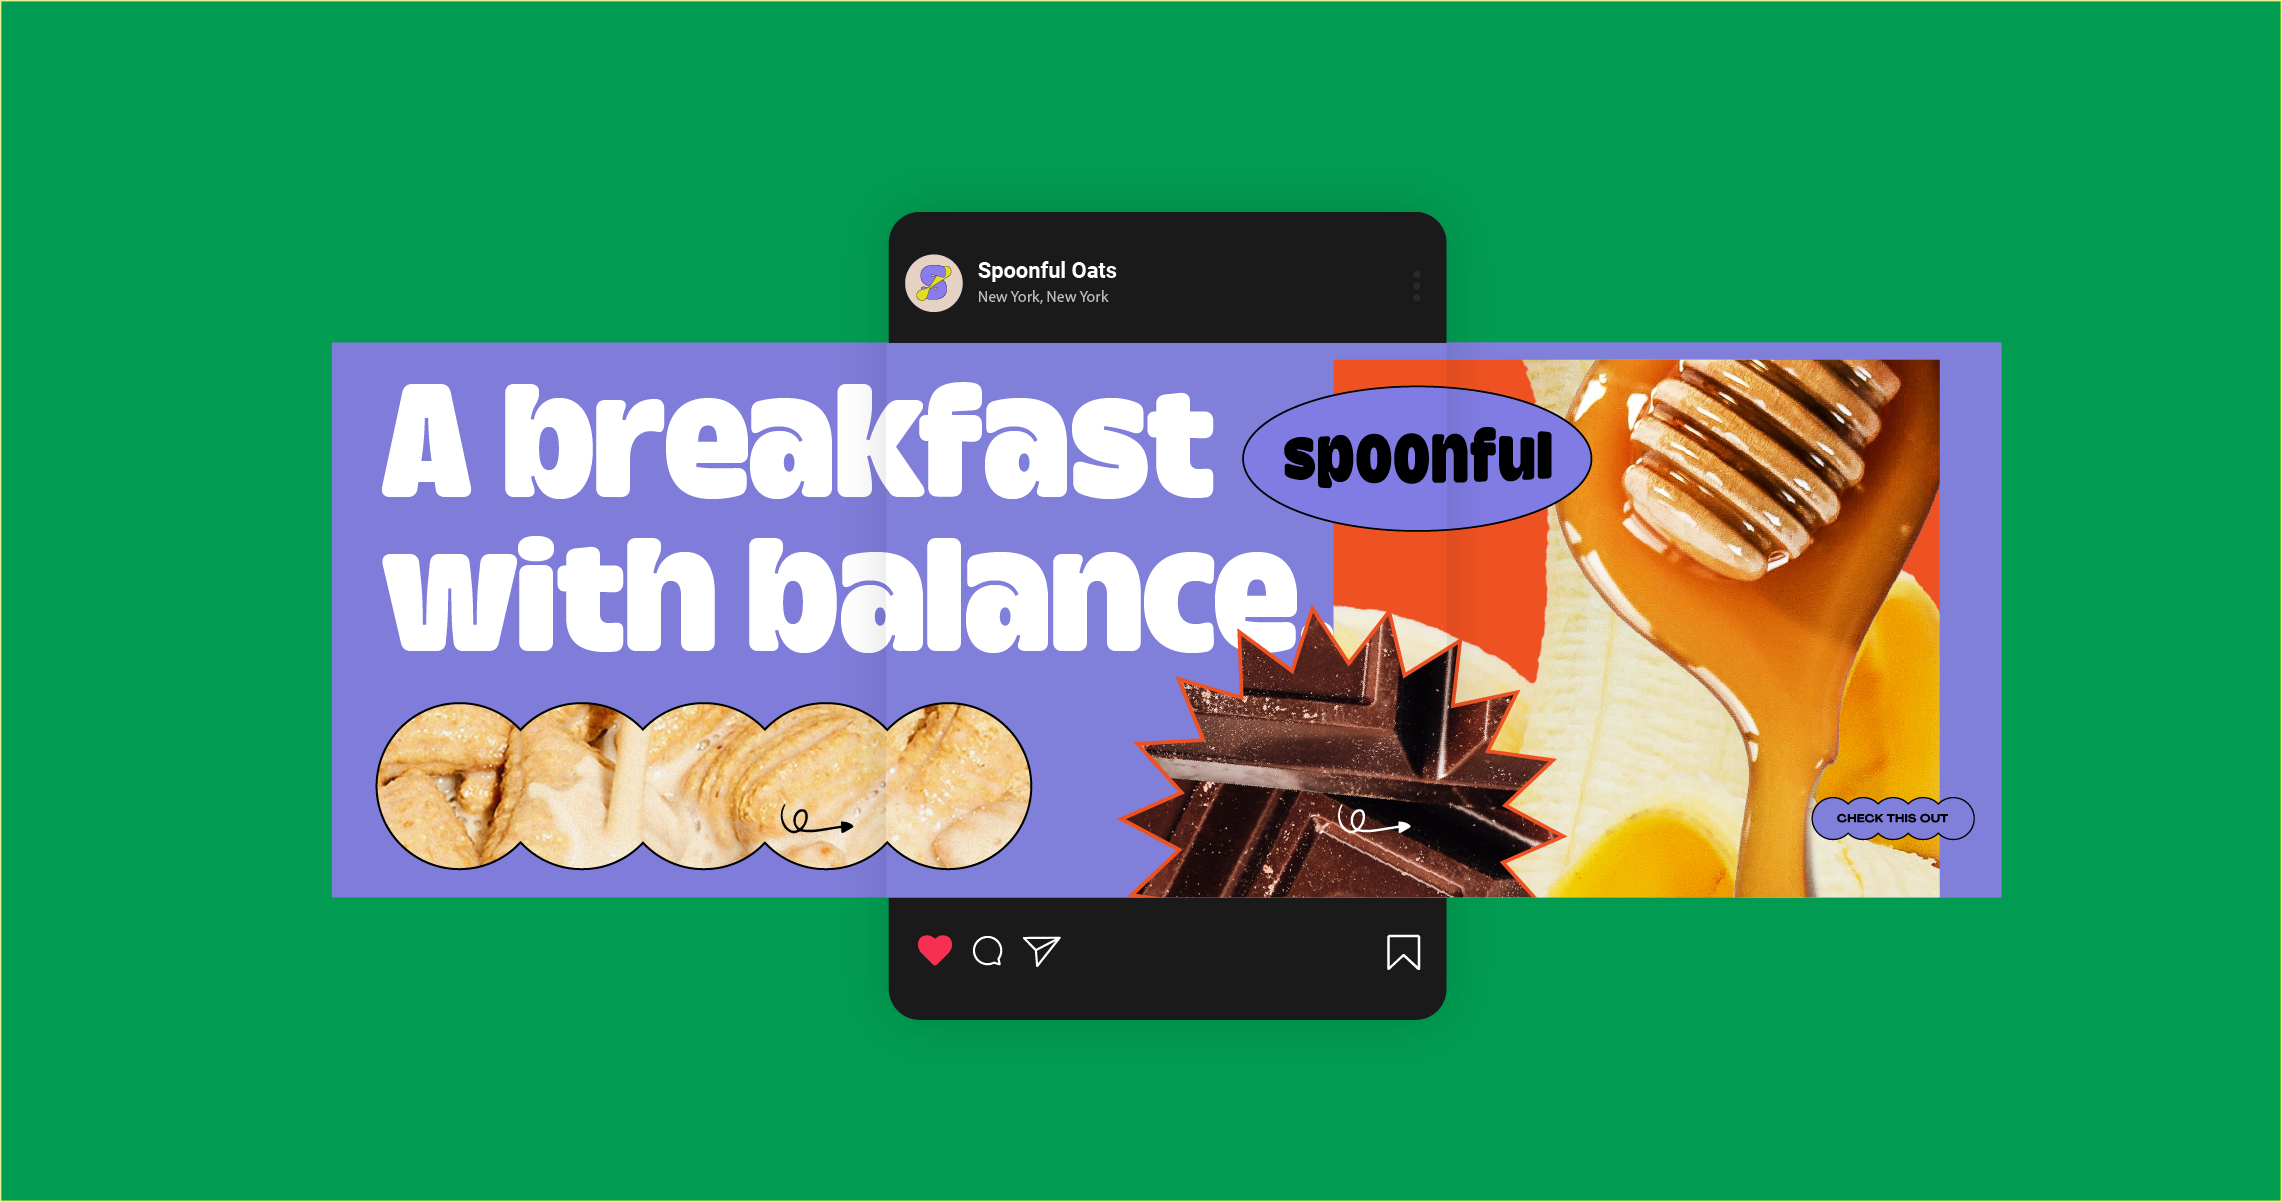 Spoonful Oats
New York, New York
A breakfast
with balance.
spoonful
CHECK THIS OUT